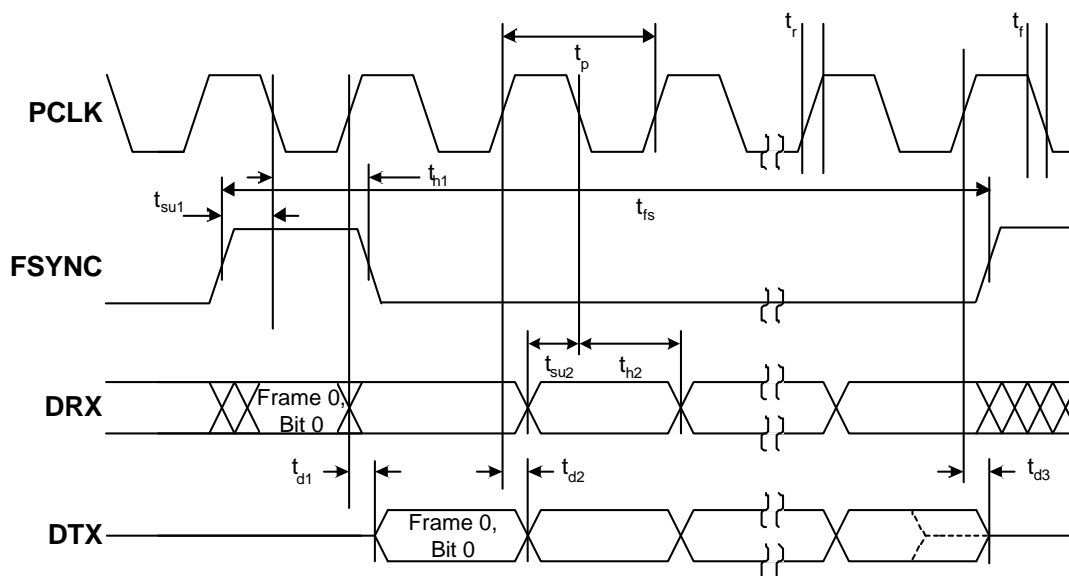 t_r
t_f
t_p
PCLK
t_su1
t_h1
t_fs
FSYNC
t_su2
t_h2
DRX
Frame 0,
Bit 0
t_d1
t_d2
t_d3
DTX
Frame 0,
Bit 0